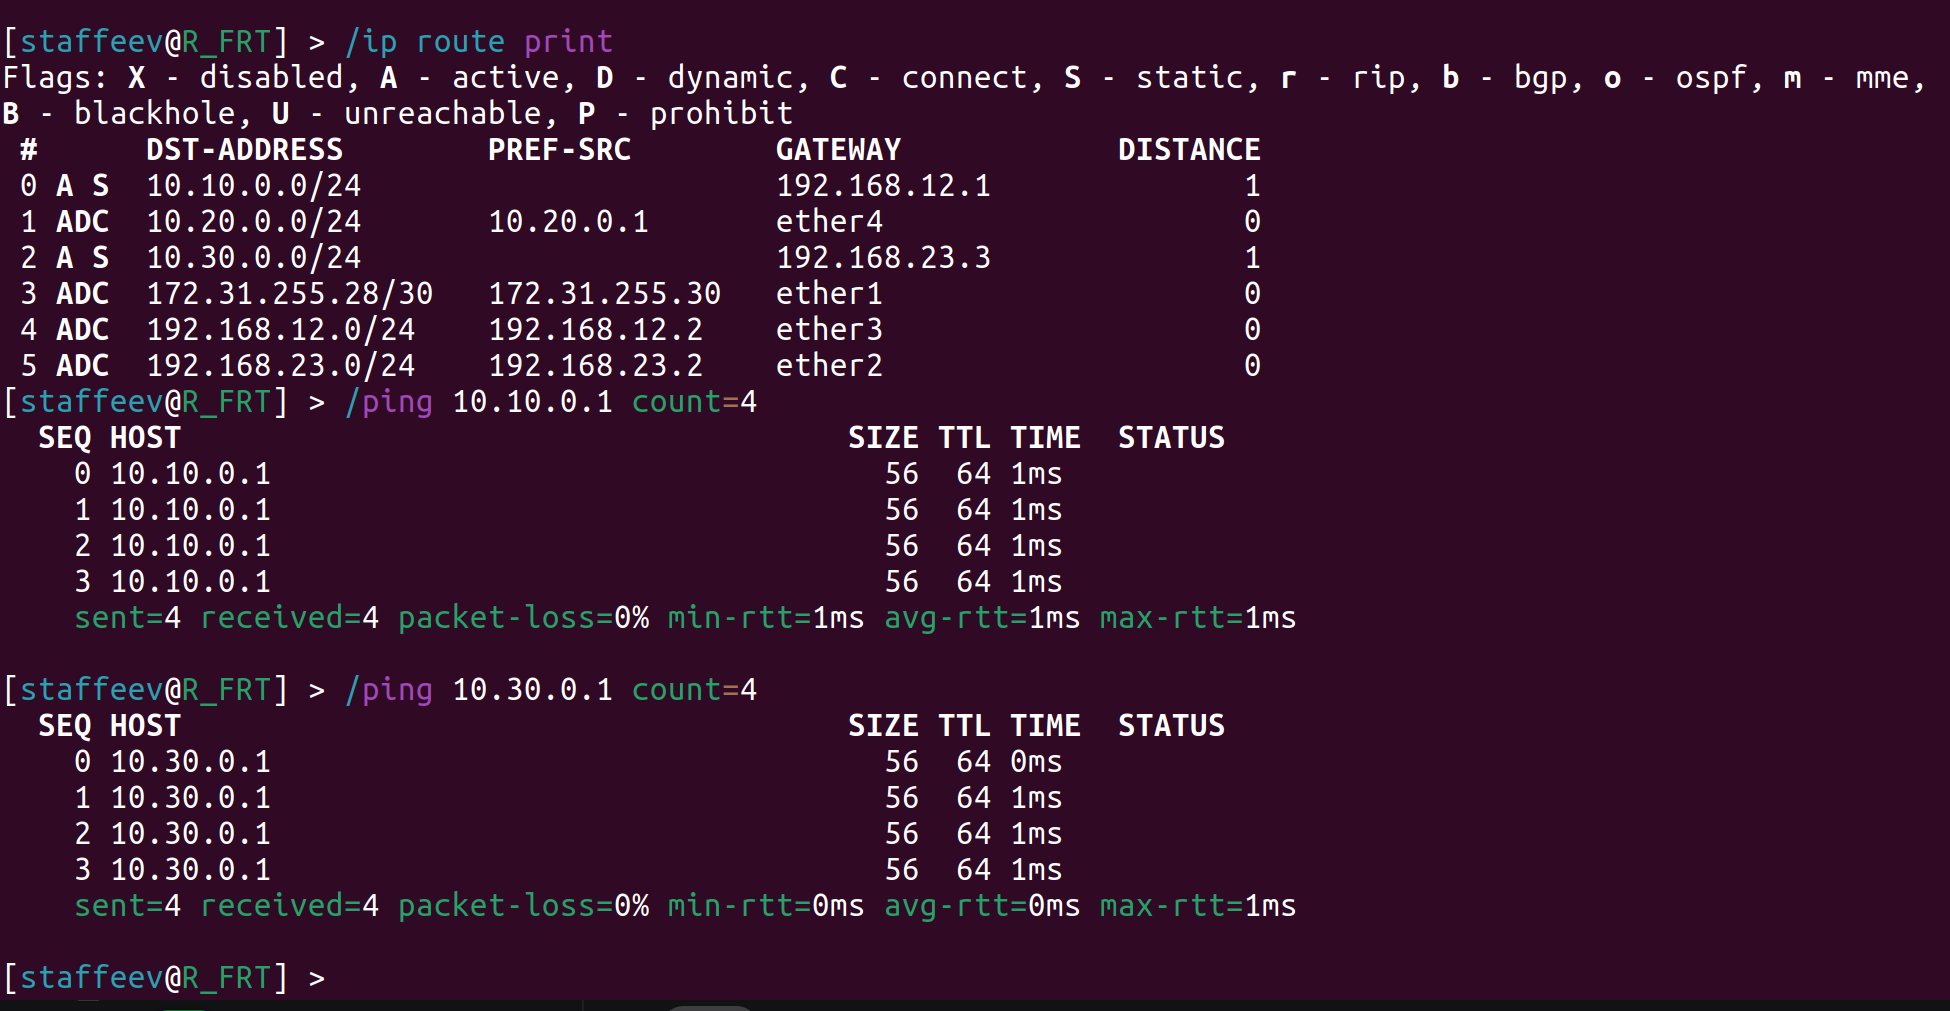 [staffeev@R_FRT] > /ip route print
Flags: X - disabled, A - active, D - dynamic, C - connect, S - static, r - rip, b - bgp, o - ospf, m - mme,
B - blackhole, U - unreachable, P - prohibit
 #      DST-ADDRESS        PREF-SRC        GATEWAY            DISTANCE
 0 A S  10.10.0.0/24                       192.168.12.1              1
 1 ADC  10.20.0.0/24       10.20.0.1       ether4                    0
 2 A S  10.30.0.0/24                       192.168.23.3              1
 3 ADC  172.31.255.28/30   172.31.255.30   ether1                    0
 4 ADC  192.168.12.0/24    192.168.12.2    ether3                    0
 5 ADC  192.168.23.0/24    192.168.23.2    ether2                    0
[staffeev@R_FRT] > /ping 10.10.0.1 count=4
  SEQ HOST                                     SIZE TTL TIME  STATUS
    0 10.10.0.1                                  56  64 1ms
    1 10.10.0.1                                  56  64 1ms
    2 10.10.0.1                                  56  64 1ms
    3 10.10.0.1                                  56  64 1ms
    sent=4 received=4 packet-loss=0% min-rtt=1ms avg-rtt=1ms max-rtt=1ms
[staffeev@R_FRT] > /ping 10.30.0.1 count=4
  SEQ HOST                                     SIZE TTL TIME  STATUS
    0 10.30.0.1                                  56  64 0ms
    1 10.30.0.1                                  56  64 1ms
    2 10.30.0.1                                  56  64 1ms
    3 10.30.0.1                                  56  64 1ms
    sent=4 received=4 packet-loss=0% min-rtt=0ms avg-rtt=0ms max-rtt=1ms
[staffeev@R_FRT] >